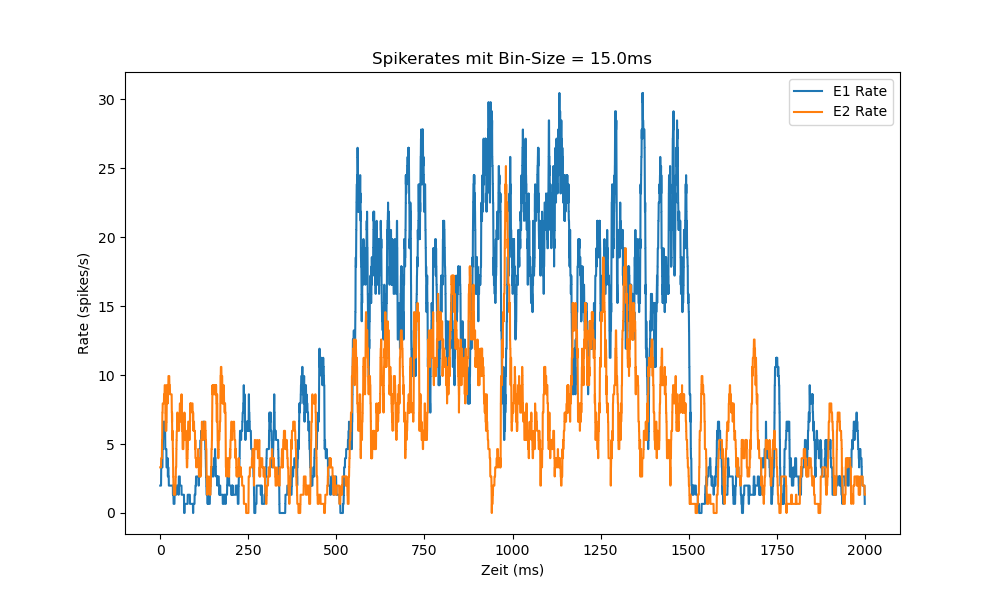 Spikerates mit Bin-Size = 15.0ms
E1 Rate
E2 Rate
Rate (spikes/s)
30
25
20
15
10
5
0
0 250 500 750 1000 1250 1500 1750 2000
Zeit (ms)